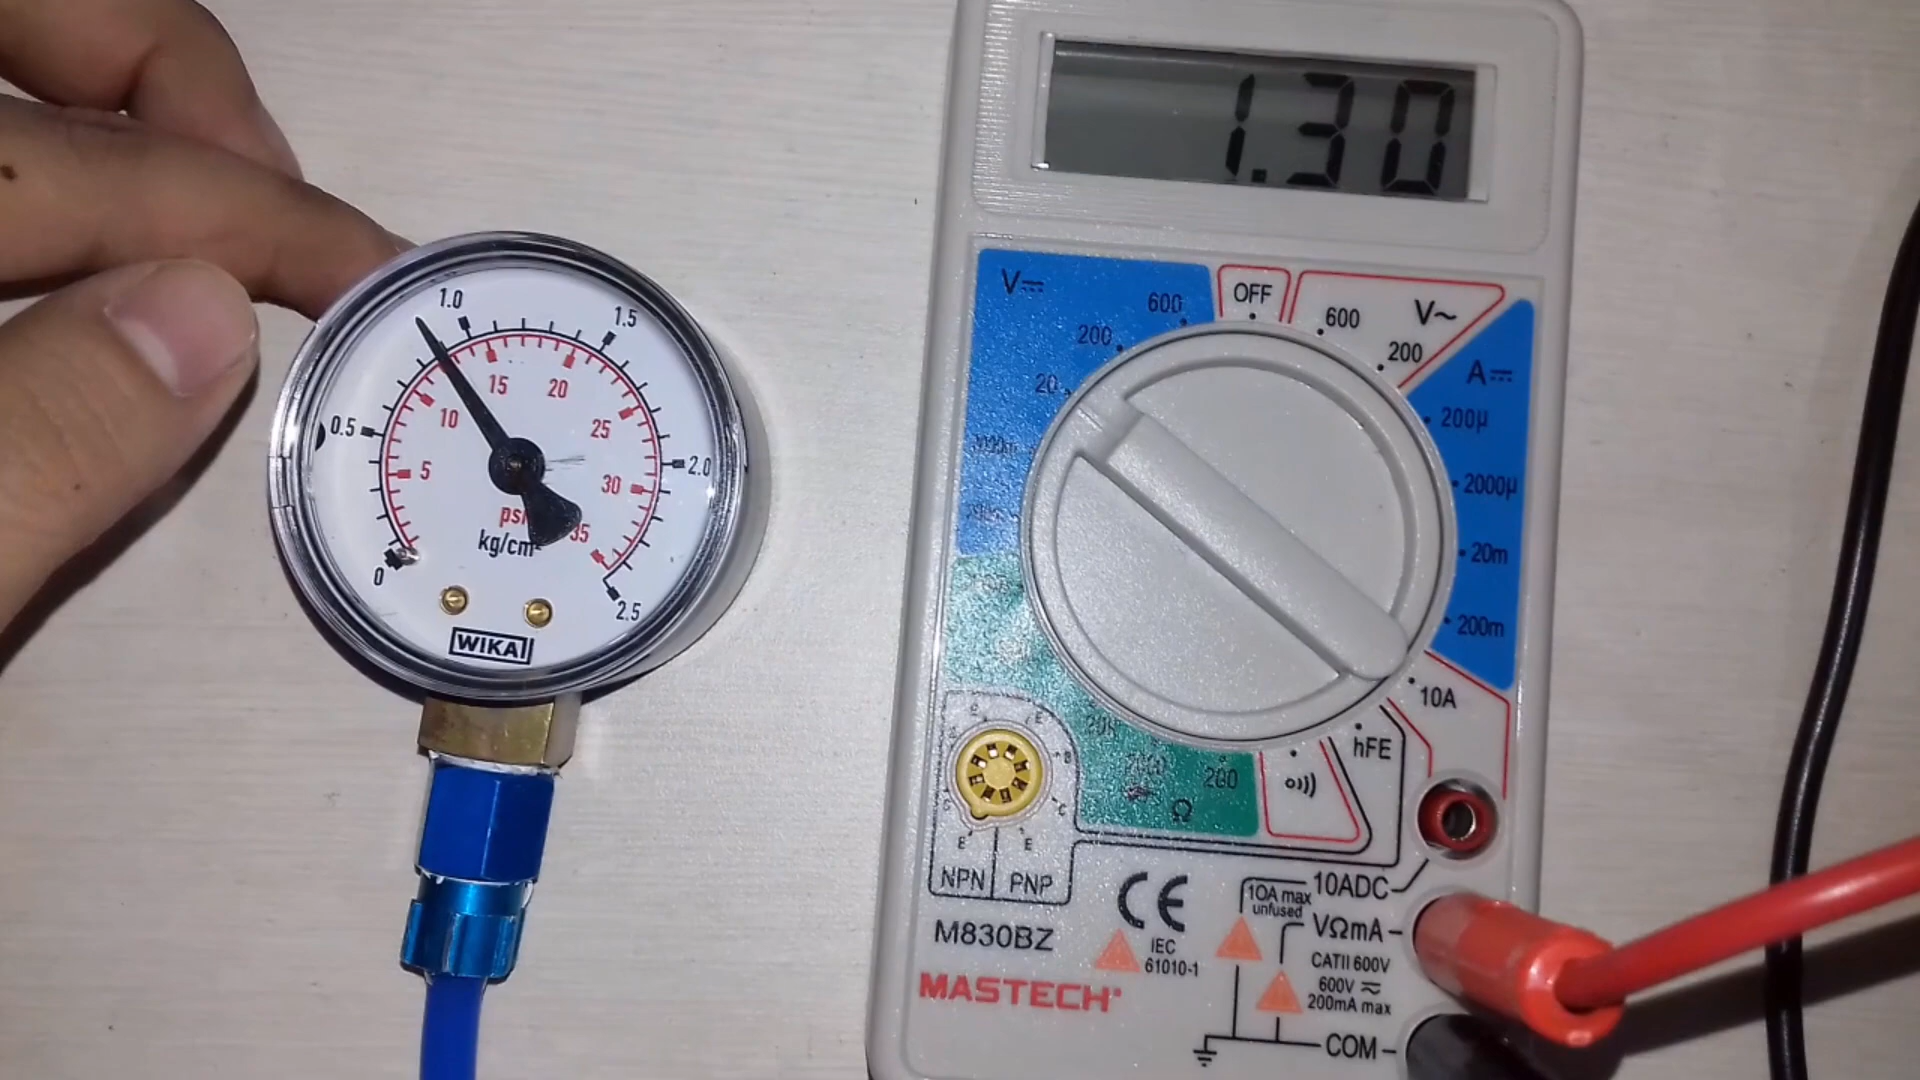 1.30
1.0
1.5
0.5
2.0
0
2.5
15
20
10
25
5
30
35
psi
kg/cm²
WIKA
V
OFF
V~
600
200
20
600
200
A
200µ
2000µ
20m
200m
10A
hFE
20k
200
Ω
o)))
E
E
NPN
PNP
10ADC
10A max
unfused
VΩmA
CE
M830BZ
IEC
61010-1
CATII 600V
600V
200mA max
MASTECH
COM